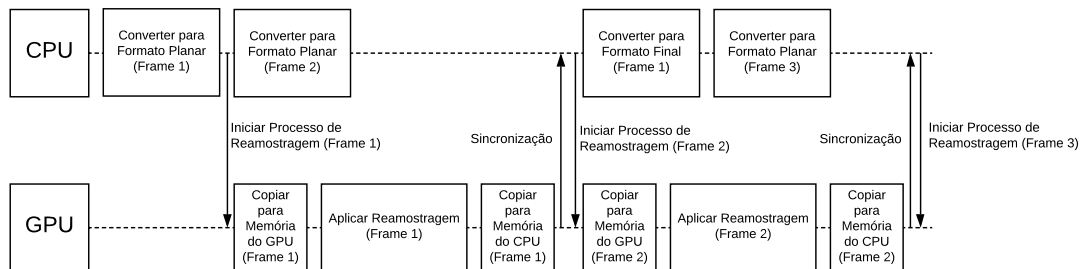 CPU
Converter para
Formato Planar
(Frame 1)
Converter para
Formato Planar
(Frame 2)
Converter para
Formato Final
(Frame 1)
Converter para
Formato Planar
(Frame 3)
Iniciar Processo de
Reamostragem (Frame 1)
Sincronização
Iniciar Processo de
Reamostragem (Frame 2)
Sincronização
Iniciar Processo de
Reamostragem (Frame 3)
GPU
Copiar
para
Memória
do GPU
(Frame 1)
Aplicar Reamostragem
(Frame 1)
Copiar
para
Memória
do CPU
(Frame 1)
Copiar
para
Memória
do GPU
(Frame 2)
Aplicar Reamostragem
(Frame 2)
Copiar
para
Memória
do CPU
(Frame 2)